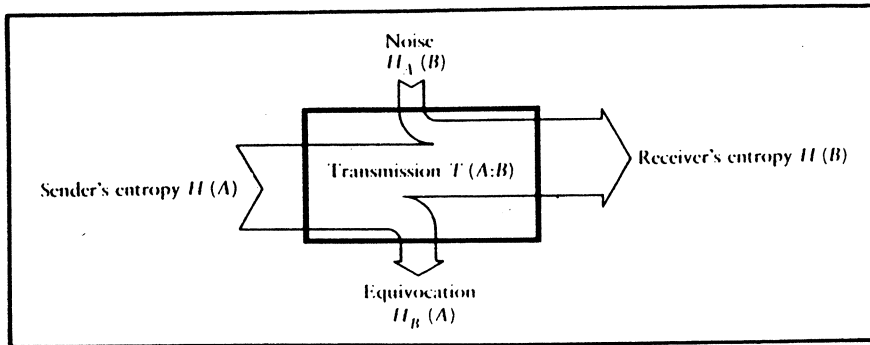 Noise
H_A (B)
Transmission T (A:B)
Receiver's entropy H (B)
Sender's entropy H (A)
Equivocation
H_B (A)